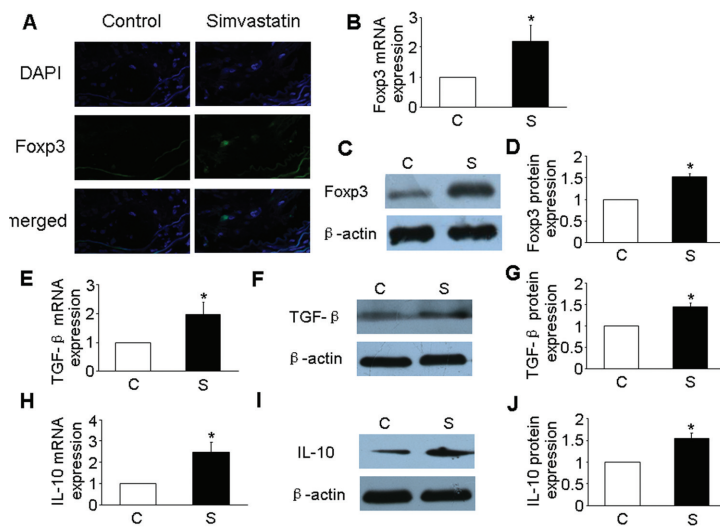 A
Control Simvastatin
DAPI
Foxp3
merged
B
Foxp3 mRNA
expression
3
2
1
0
*
C S
C
C S
Foxp3
β-actin
D
Foxp3 protein
expression
2
1.5
1
0.5
0
*
C S
E
TGF-β mRNA
expression
3
2
1
0
*
C S
F
C S
TGF-β
β-actin
G
TGF-β protein
expression
2
1.5
1
0.5
0
*
C S
H
IL-10 mRNA
expression
4
3
2
1
0
*
C S
I
C S
IL-10
β-actin
J
IL-10 protein
expression
2
1.5
1
0.5
0
*
C S